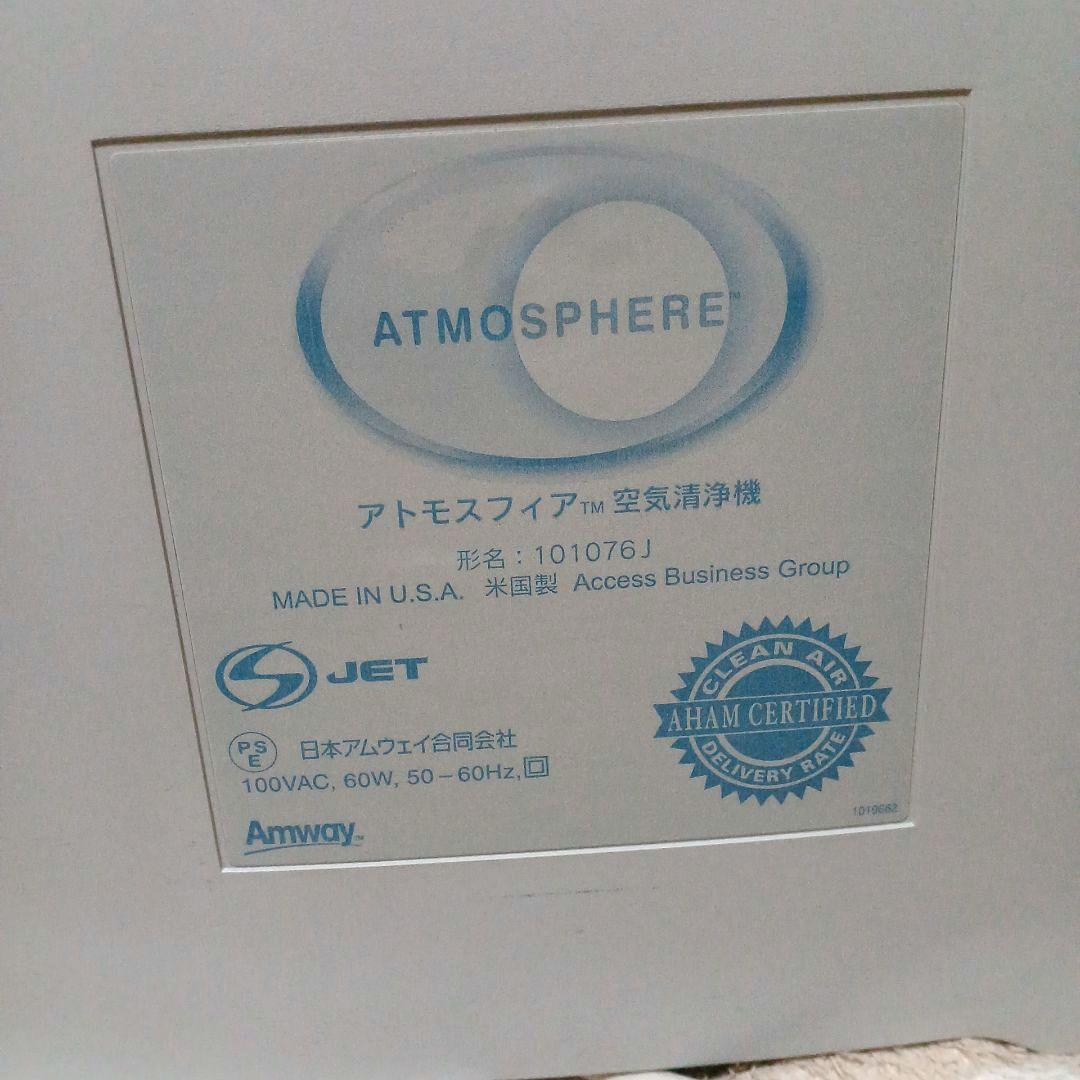 ATMOSPHERE™
アトモスフィア™ 空気清浄機
形名：101076J
MADE IN U.S.A. 米国製 Access Business Group
JET
CLEAN AIR
AHAM CERTIFIED
DELIVERY RATE
PSE 日本アムウェイ合同会社
100VAC, 60W, 50－60Hz,
Amway™